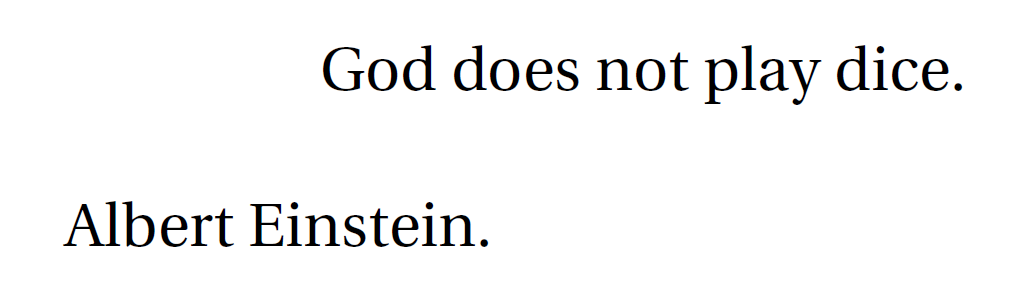 God does not play dice.
Albert Einstein.